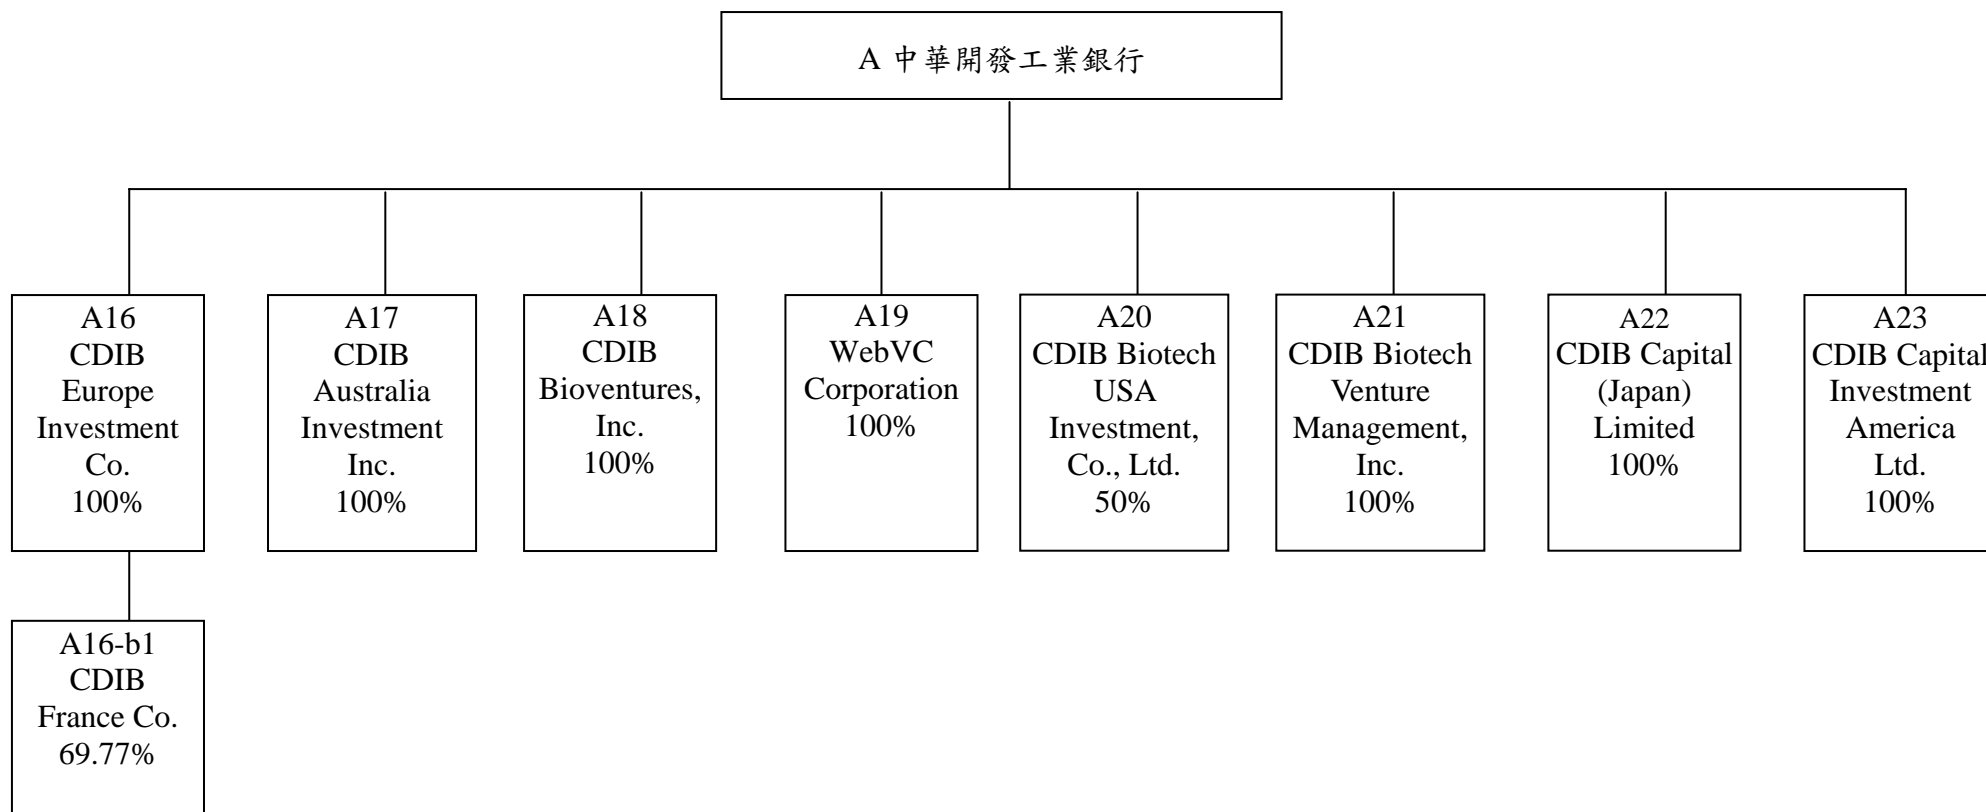 A 中華開發工業銀行
A16
CDIB
Europe
Investment
Co.
100%
A17
CDIB
Australia
Investment
Inc.
100%
A18
CDIB
Bioventures,
Inc.
100%
A19
WebVC
Corporation
100%
A20
CDIB Biotech
USA
Investment,
Co., Ltd.
50%
A21
CDIB Biotech
Venture
Management,
Inc.
100%
A22
CDIB Capital
(Japan)
Limited
100%
A23
CDIB Capital
Investment
America
Ltd.
100%
A16-b1
CDIB
France Co.
69.77%